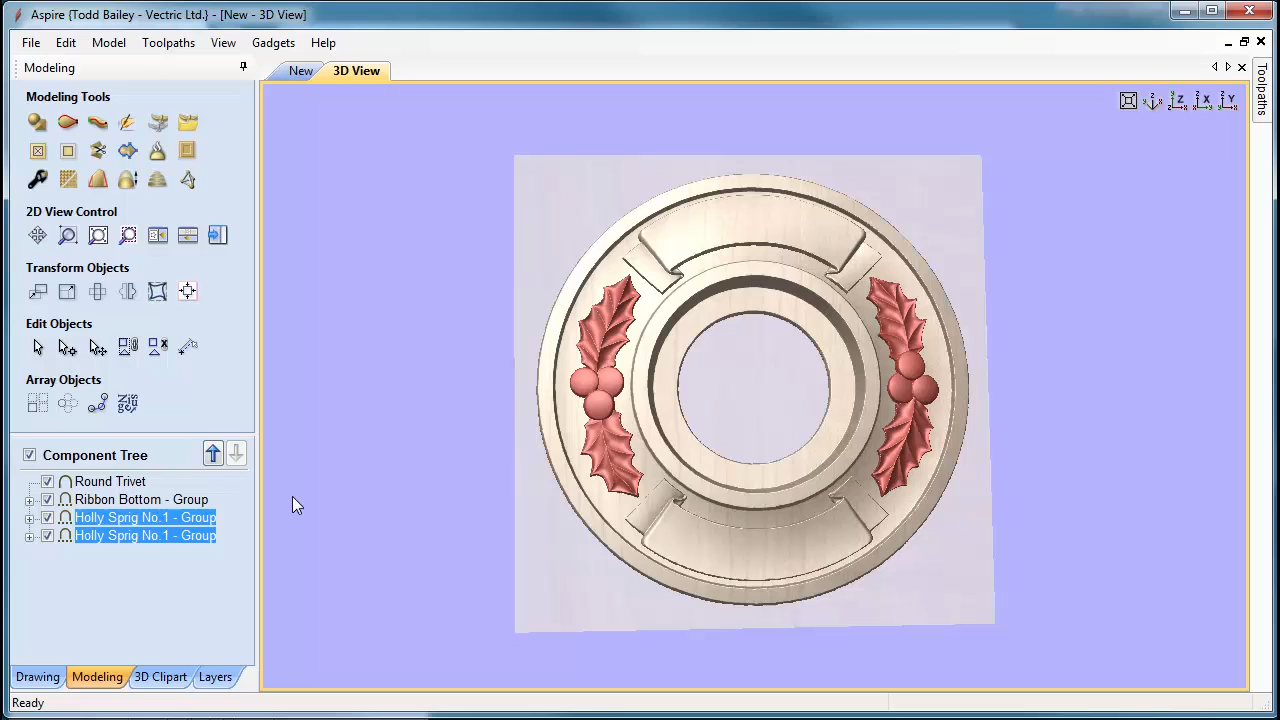 Aspire {Todd Bailey - Vectric Ltd.} - [New - 3D View]
File Edit Model Toolpaths View Gadgets Help
Modeling
New 3D View
Toolpaths
Modeling Tools
2D View Control
Transform Objects
Edit Objects
Array Objects
Component Tree
Round Trivet
Ribbon Bottom - Group
Holly Sprig No.1 - Group
Holly Sprig No.1 - Group
Drawing Modeling 3D Clipart Layers
Ready